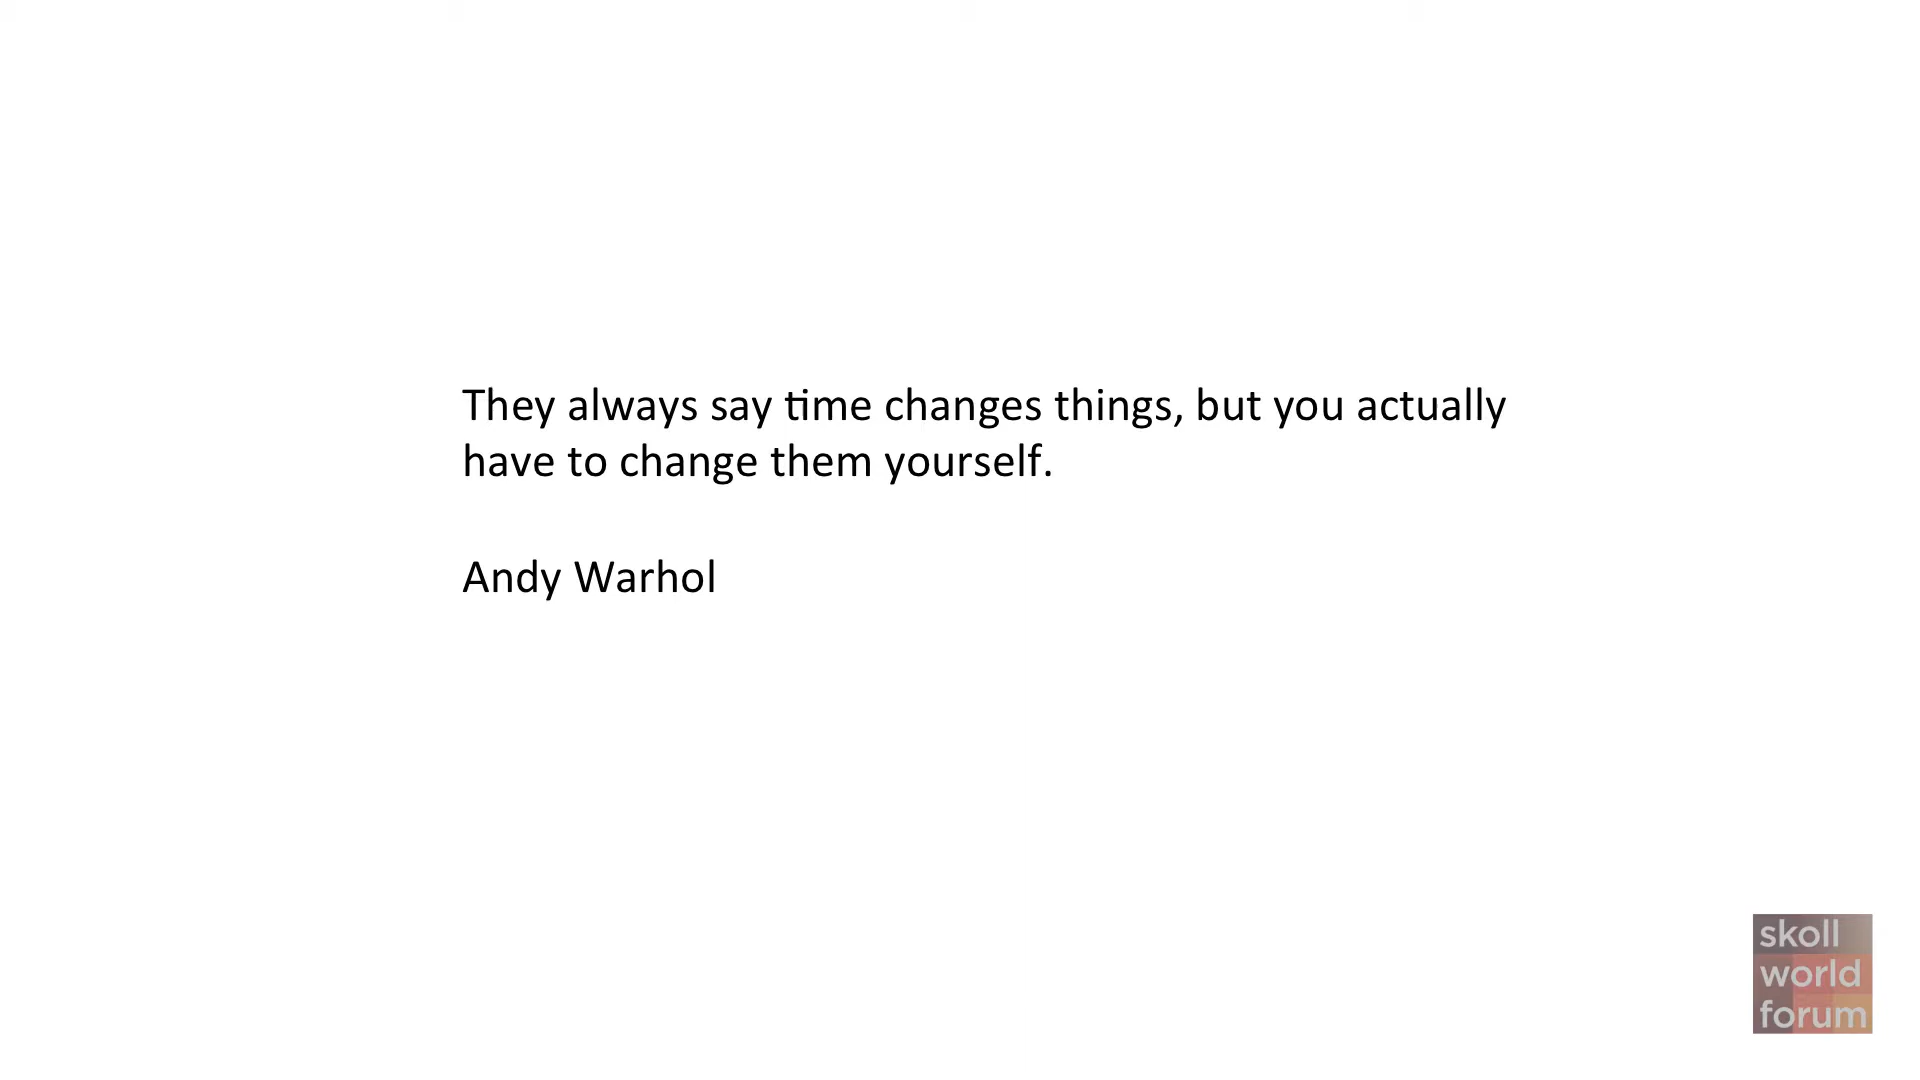 They always say time changes things, but you actually
have to change them yourself.
Andy Warhol
skoll
world
forum